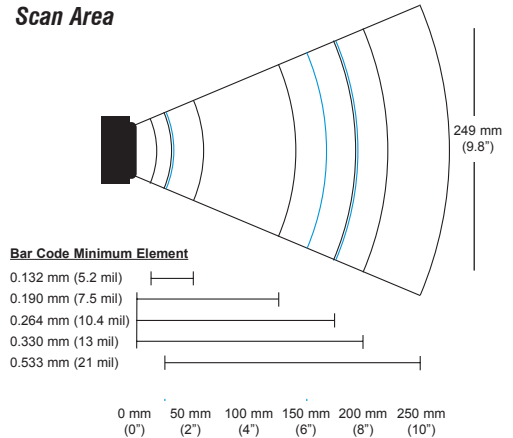 Scan Area
249 mm
(9.8”)
Bar Code Minimum Element
0.132 mm (5.2 mil)
0.190 mm (7.5 mil)
0.264 mm (10.4 mil)
0.330 mm (13 mil)
0.533 mm (21 mil)
0 mm 50 mm 100 mm 150 mm 200 mm 250 mm
(0”) (2”) (4”) (6”) (8”) (10”)